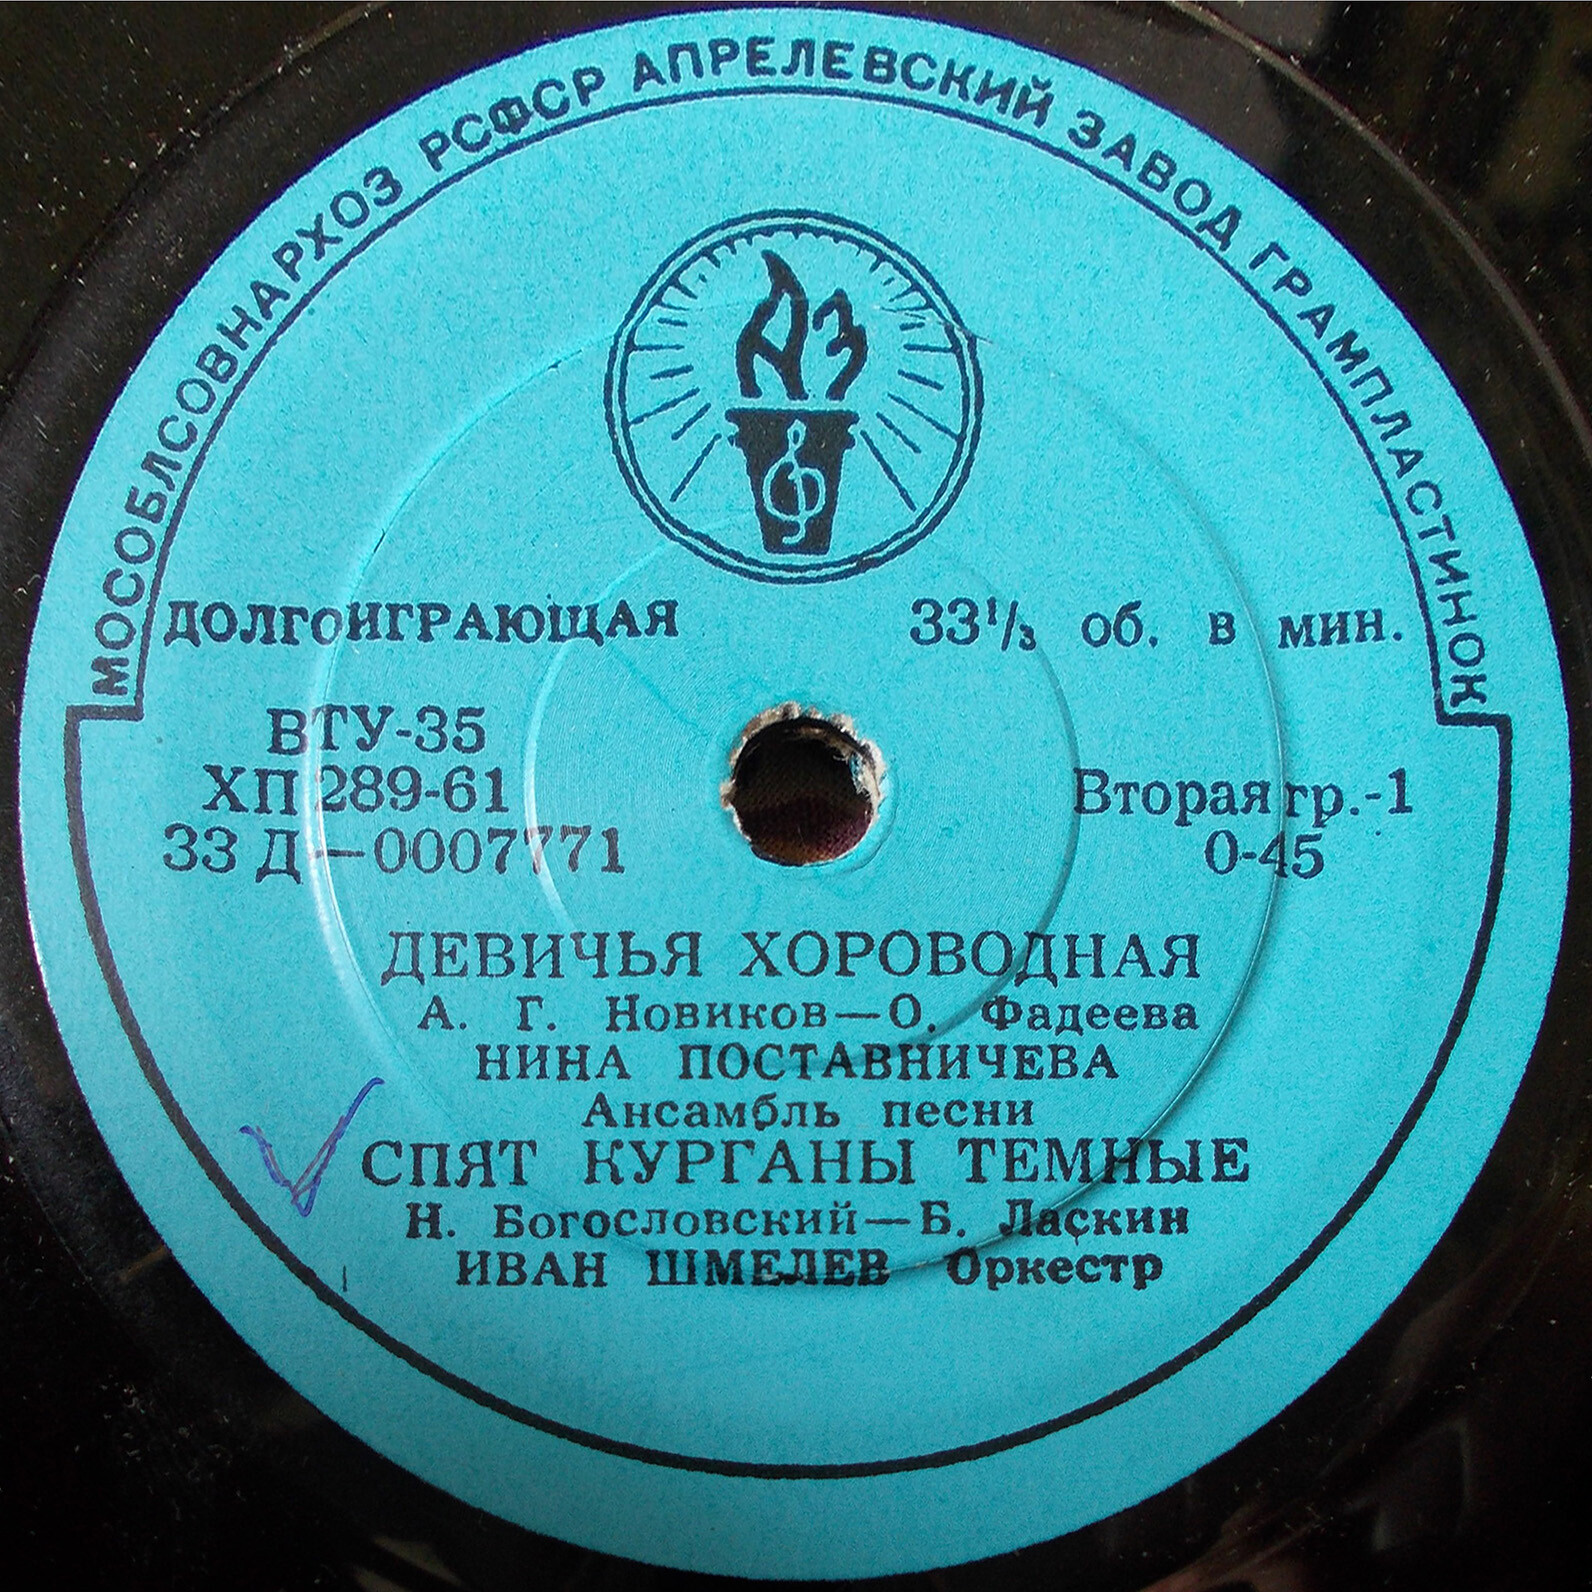 МОСОБЛСОВНАРХОЗ РСФСР АПРЕЛЕВСКИЙ ЗАВОД ГРАМПЛАСТИНОК
АЗ
ДОЛГОИГРАЮЩАЯ 33⅓ об. в мин.
ВТУ-35
ХП 289-61 Вторая гр.-1
33 Д—0007771 0-45
ДЕВИЧЬЯ ХОРОВОДНАЯ
А. Г. Новиков—О. Фадеева
НИНА ПОСТАВНИЧЕВА
Ансамбль песни
СПЯТ КУРГАНЫ ТЕМНЫЕ
Н. Богословский—Б. Ласкин
ИВАН ШМЕЛЕВ Оркестр